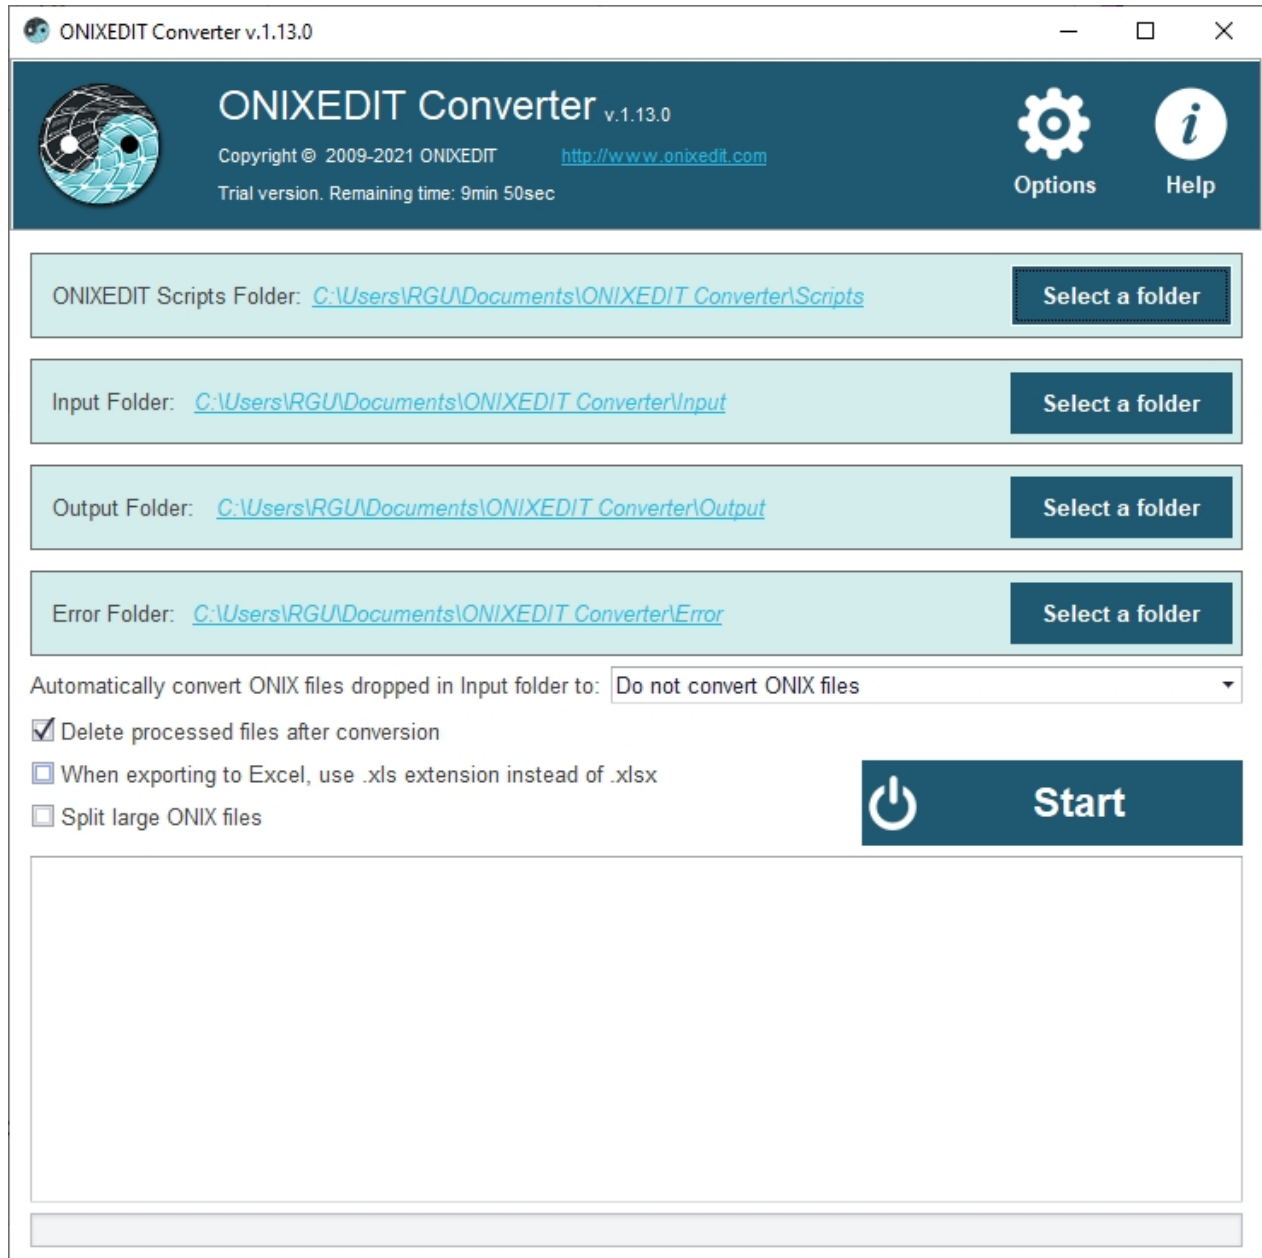 ONIXEDIT Converter v.1.13.0
ONIXEDIT Converter v.1.13.0
Copyright © 2009-2021 ONIXEDIT http://www.onixedit.com
Trial version. Remaining time: 9min 50sec
Options Help
ONIXEDIT Scripts Folder: C:\Users\RGU\Documents\ONIXEDIT Converter\Scripts Select a folder
Input Folder: C:\Users\RGU\Documents\ONIXEDIT Converter\Input Select a folder
Output Folder: C:\Users\RGU\Documents\ONIXEDIT Converter\Output Select a folder
Error Folder: C:\Users\RGU\Documents\ONIXEDIT Converter\Error Select a folder
Automatically convert ONIX files dropped in Input folder to: Do not convert ONIX files
Delete processed files after conversion
When exporting to Excel, use .xls extension instead of .xlsx
Split large ONIX files
Start